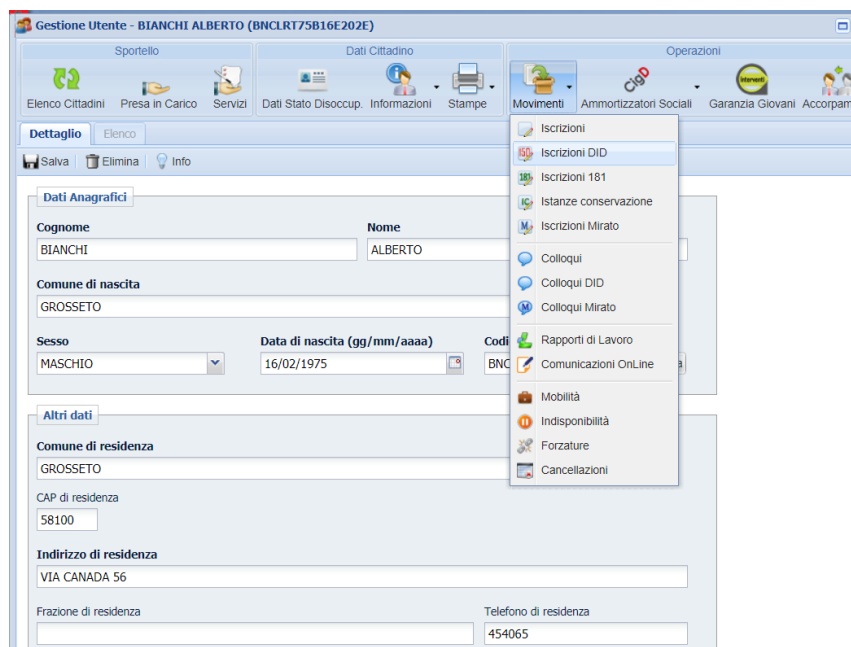 Gestione Utente - BIANCHI ALBERTO (BNCLRT75B16E202E)
Sportello Dati Cittadino Operazioni
Elenco Cittadini Presa in Carico Servizi Dati Stato Disoccup. Informazioni Stampe Movimenti Ammortizzatori Sociali Garanzia Giovani Accorpam
Dettaglio Elenco
Salva Elimina Info
Iscrizioni
Iscrizioni DID
Iscrizioni 181
Istanze conservazione
Iscrizioni Mirato
Colloqui
Colloqui DID
Colloqui Mirato
Rapporti di Lavoro
Comunicazioni OnLine
Mobilità
Indisponibilità
Forzature
Cancellazioni
Dati Anagrafici
Cognome Nome
BIANCHI ALBERTO
Comune di nascita
GROSSETO
Sesso Data di nascita (gg/mm/aaaa) Codi
MASCHIO 16/02/1975 BNC
Altri dati
Comune di residenza
GROSSETO
CAP di residenza
58100
Indirizzo di residenza
VIA CANADA 56
Frazione di residenza Telefono di residenza
454065